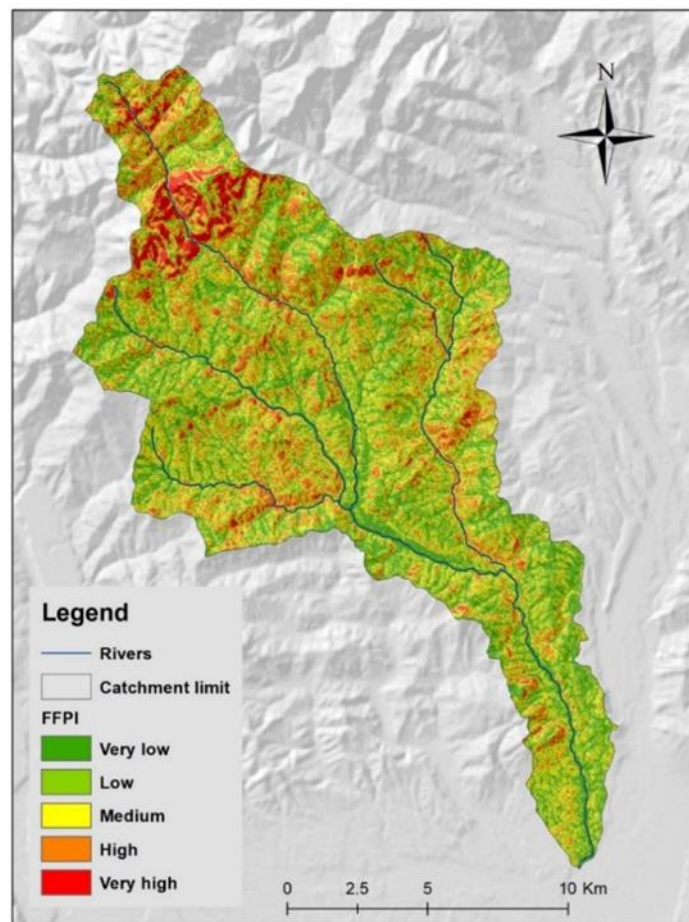 N
Legend
Rivers
Catchment limit
FFPI
Very low
Low
Medium
High
Very high
0 2.5 5 10 Km